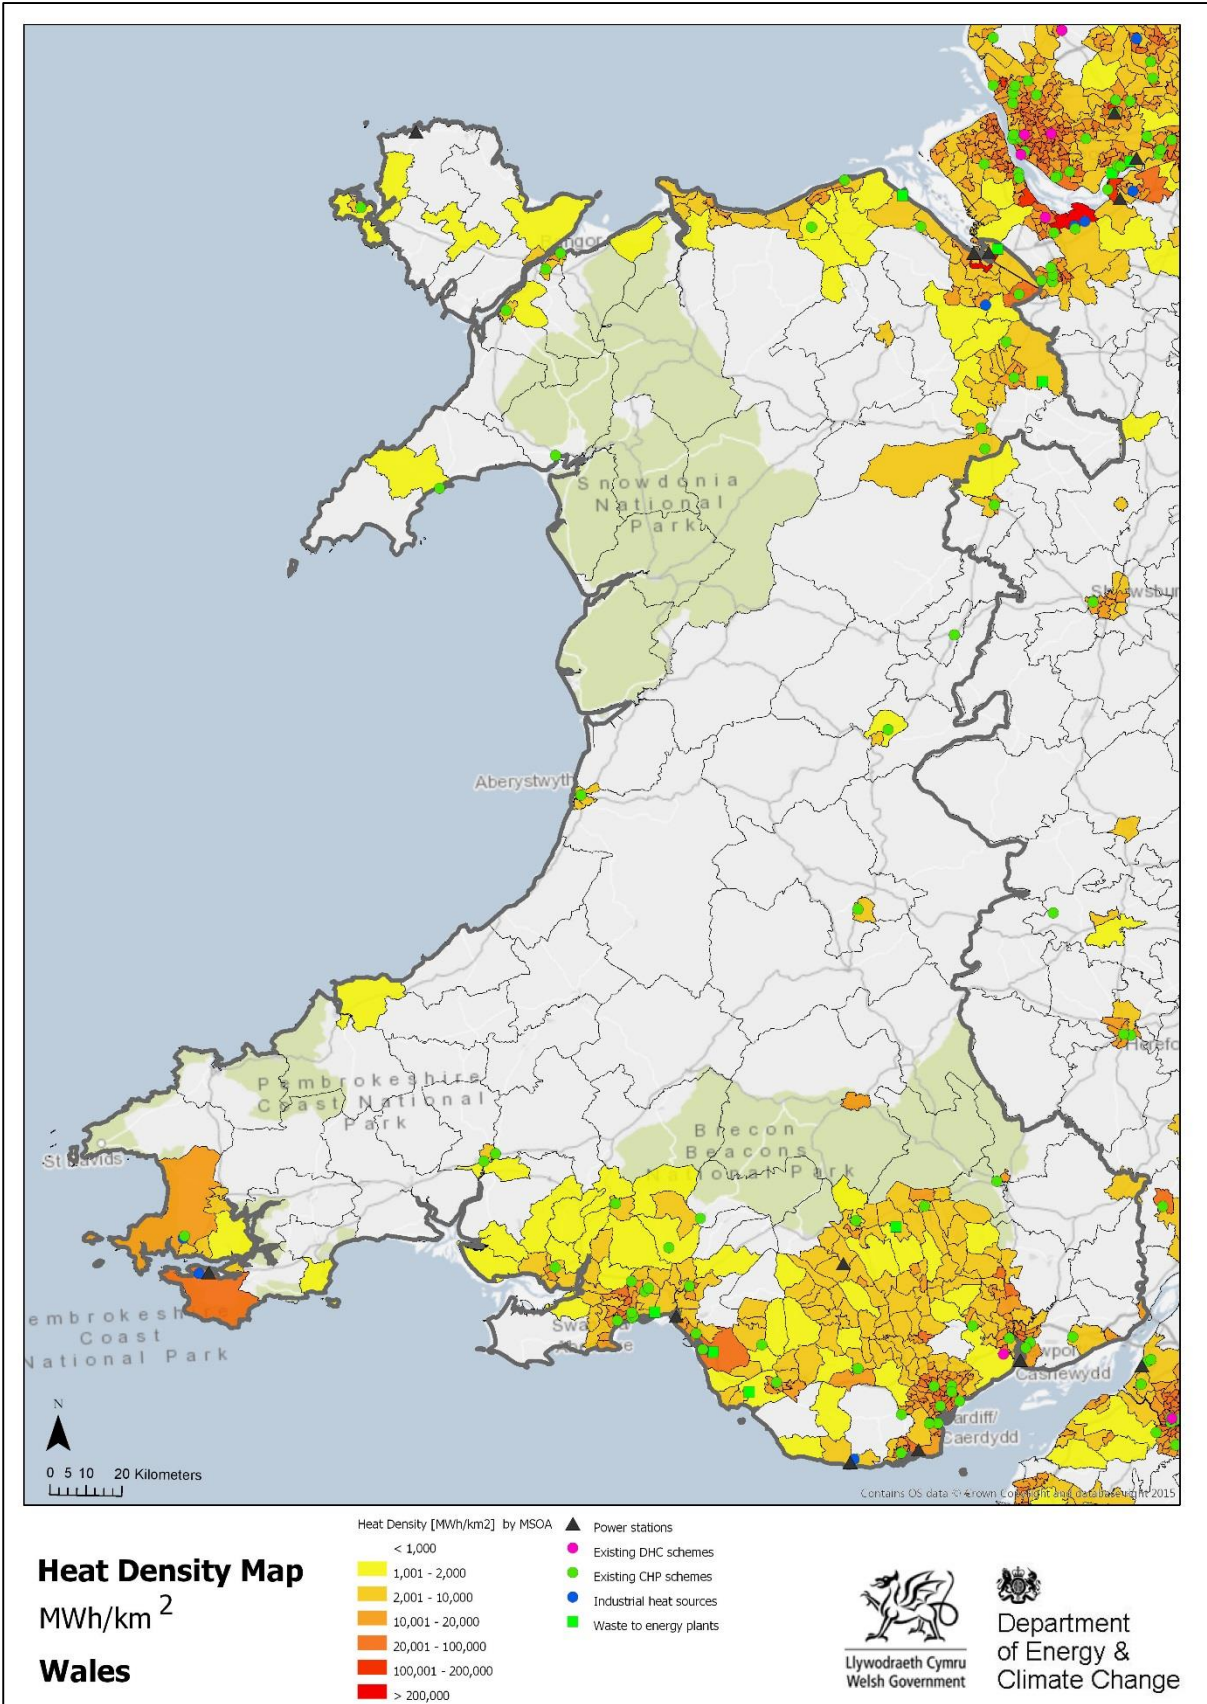 Bangor
Snowdonia
National
Park
Shrewsbur
Aberystwyth
Pembrokeshire
Coast National
Park
St Davids
Brecon
Beacons
National Park
Herefo
embrokeshire
Coast
National Park
Swansea
Abertawe
Casnewydd
Cardiff/
Caerdydd
N
0 5 10 20 Kilometers
Contains OS data © Crown Copyright and database right 2015
Heat Density Map
MWh/km 2
Wales
Heat Density [MWh/km2] by MSOA
< 1,000
1,001 - 2,000
2,001 - 10,000
10,001 - 20,000
20,001 - 100,000
100,001 - 200,000
> 200,000
Power stations
Existing DHC schemes
Existing CHP schemes
Industrial heat sources
Waste to energy plants
Llywodraeth Cymru
Welsh Government
Department
of Energy &
Climate Change